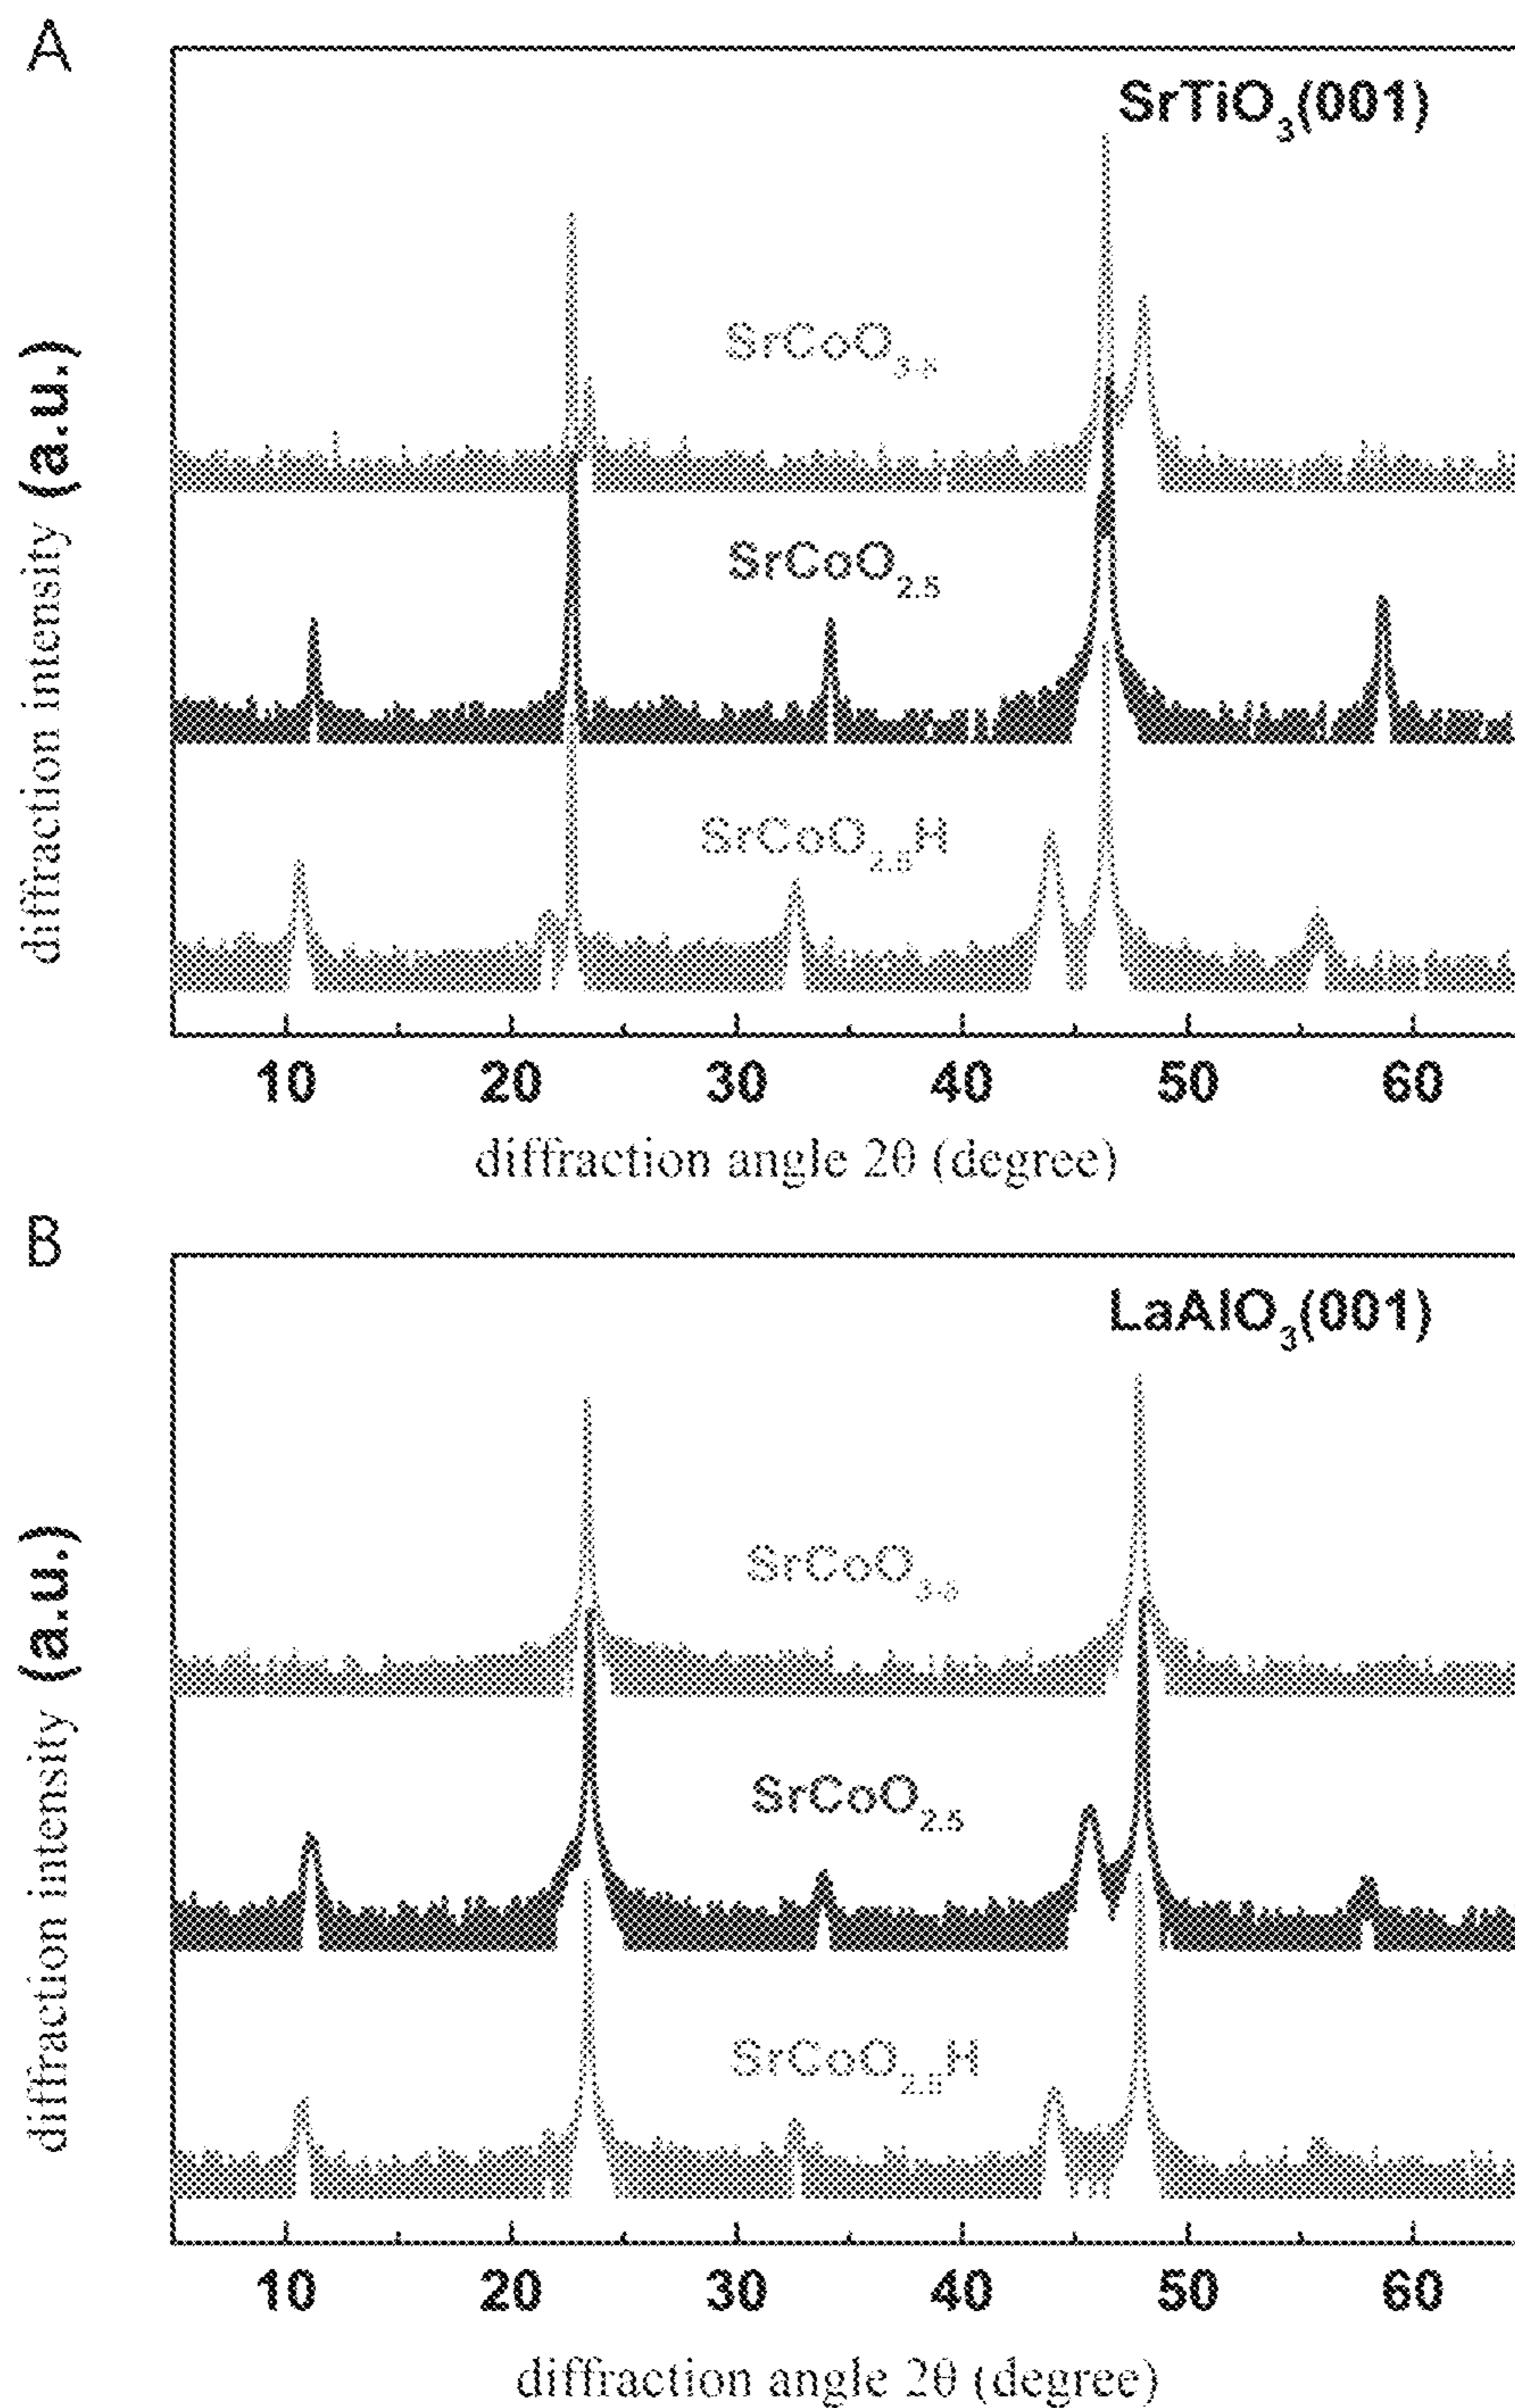 A
SrTiO₃(001)
SrCoO₃₋δ
SrCoO₂.₅
SrCoO₂.₅H
diffraction intensity (a.u.)
10 20 30 40 50 60
diffraction angle 2θ (degree)
B
LaAlO₃(001)
SrCoO₃₋δ
SrCoO₂.₅
SrCoO₂.₅H
diffraction intensity (a.u.)
10 20 30 40 50 60
diffraction angle 2θ (degree)